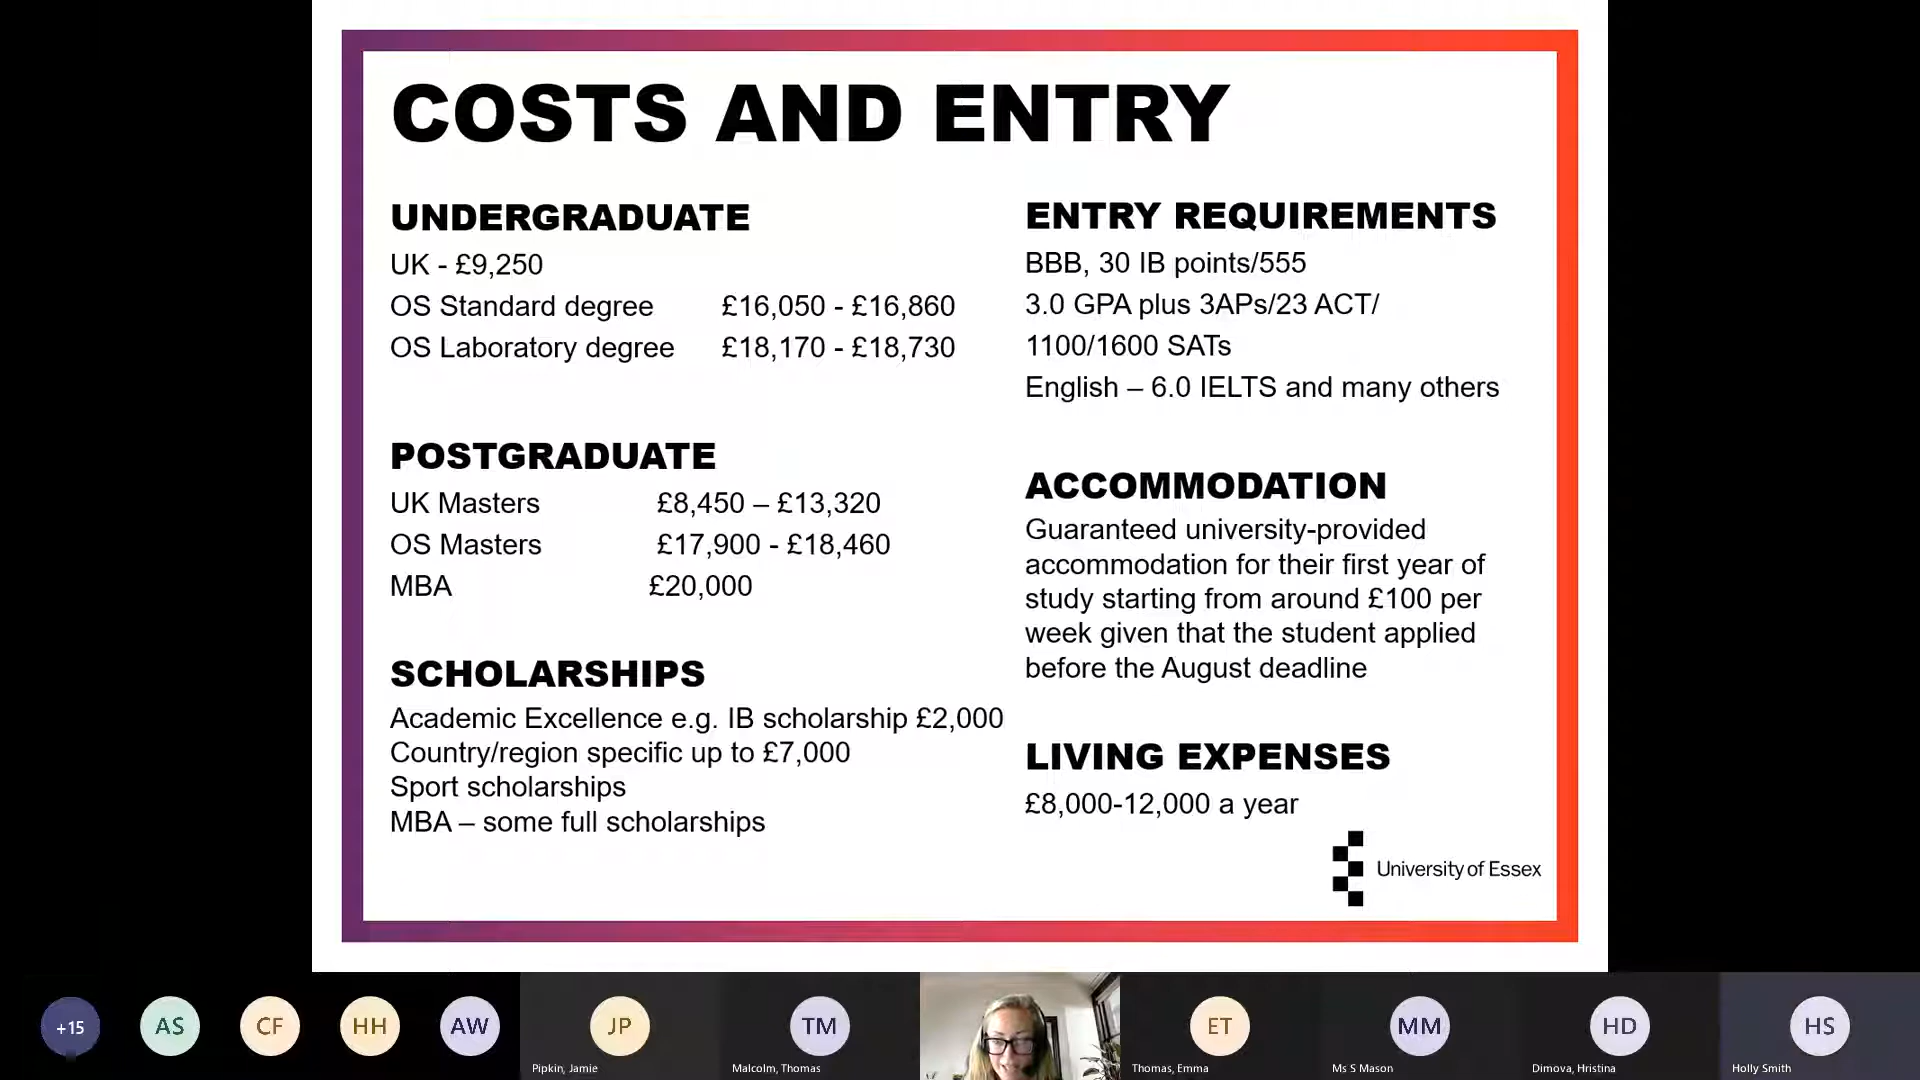 COSTS AND ENTRY
UNDERGRADUATE
UK - £9,250
OS Standard degree £16,050 - £16,860
OS Laboratory degree £18,170 - £18,730
POSTGRADUATE
UK Masters £8,450 – £13,320
OS Masters £17,900 - £18,460
MBA £20,000
SCHOLARSHIPS
Academic Excellence e.g. IB scholarship £2,000
Country/region specific up to £7,000
Sport scholarships
MBA – some full scholarships
ENTRY REQUIREMENTS
BBB, 30 IB points/555
3.0 GPA plus 3APs/23 ACT/
1100/1600 SATs
English – 6.0 IELTS and many others
ACCOMMODATION
Guaranteed university-provided
accommodation for their first year of
study starting from around £100 per
week given that the student applied
before the August deadline
LIVING EXPENSES
£8,000-12,000 a year
University of Essex
+15 AS CF HH AW JP TM ET MM HD HS
Pipkin, Jamie Malcolm, Thomas Thomas, Emma Ms S Mason Dimova, Hristina Holly Smith